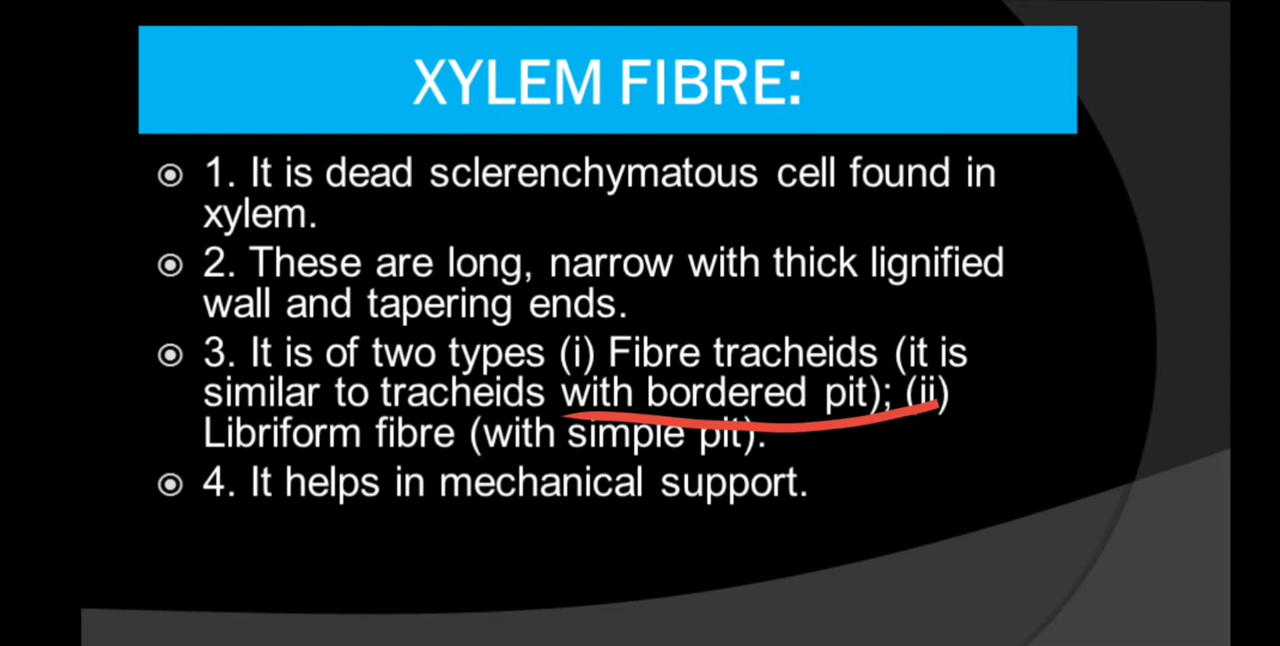 XYLEM FIBRE:
1. It is dead sclerenchymatous cell found in
xylem.
2. These are long, narrow with thick lignified
wall and tapering ends.
3. It is of two types (i) Fibre tracheids (it is
similar to tracheids with bordered pit); (ii)
Libriform fibre (with simple pit).
4. It helps in mechanical support.